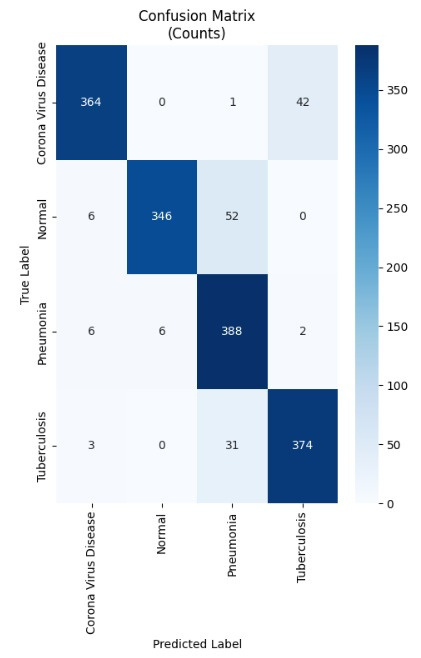 Confusion Matrix
(Counts)
True Label
Corona Virus Disease
364 0 1 42
Normal
6 346 52 0
Pneumonia
6 6 388 2
Tuberculosis
3 0 31 374
Corona Virus Disease
Normal
Pneumonia
Tuberculosis
Predicted Label
350
300
250
200
150
100
50
0